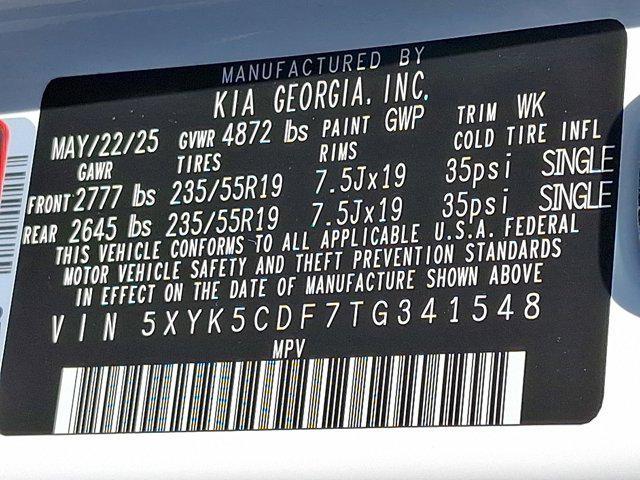 MANUFACTURED BY
KIA GEORGIA, INC.
MAY/22/25 GVWR 4872 lbs PAINT GWP TRIM WK
GAWR TIRES RIMS COLD TIRE INFL
FRONT 2777 lbs 235/55R19 7.5Jx19 35psi SINGLE
REAR 2645 lbs 235/55R19 7.5Jx19 35psi SINGLE
THIS VEHICLE CONFORMS TO ALL APPLICABLE U.S.A. FEDERAL
MOTOR VEHICLE SAFETY AND THEFT PREVENTION STANDARDS
IN EFFECT ON THE DATE OF MANUFACTURE SHOWN ABOVE
VIN 5XYK5CDF7TG341548
MPV